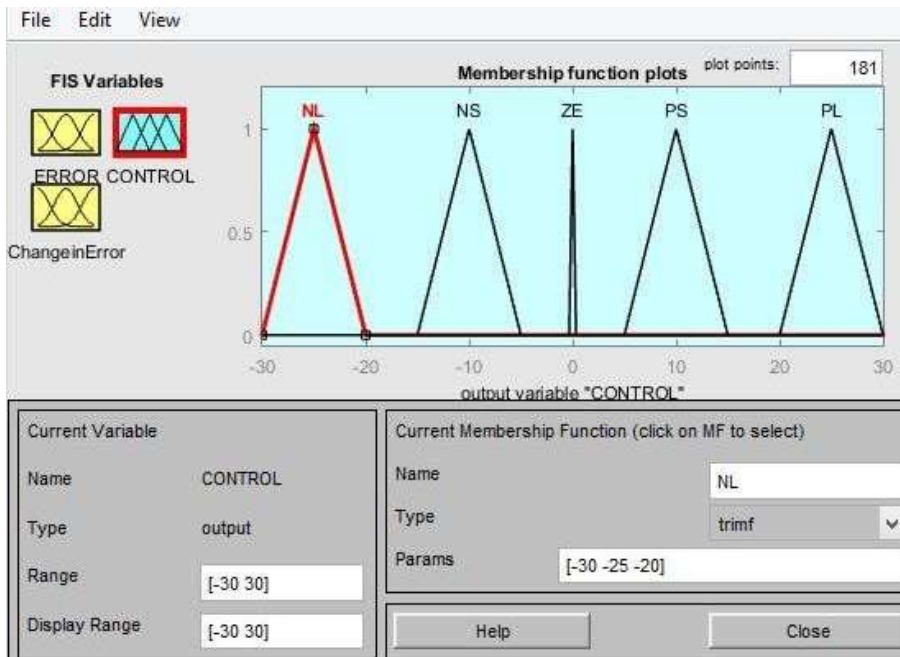 File Edit View
FIS Variables
ERROR CONTROL
ChangeinError
Membership function plots plot points: 181
NL NS ZE PS PL
1
0.5
0
-30 -20 -10 0 10 20 30
output variable "CONTROL"
Current Variable
Name CONTROL
Type output
Range [-30 30]
Display Range [-30 30]
Current Membership Function (click on MF to select)
Name NL
Type trimf
Params [-30 -25 -20]
Help Close